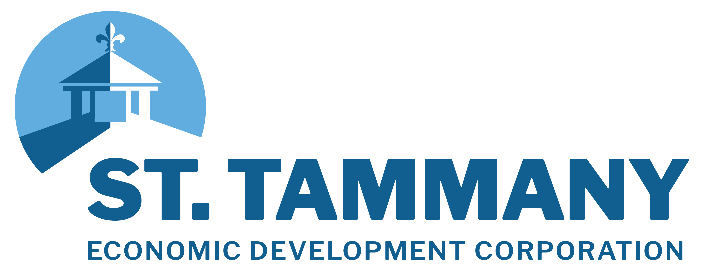 ST. TAMMANY
ECONOMIC DEVELOPMENT CORPORATION